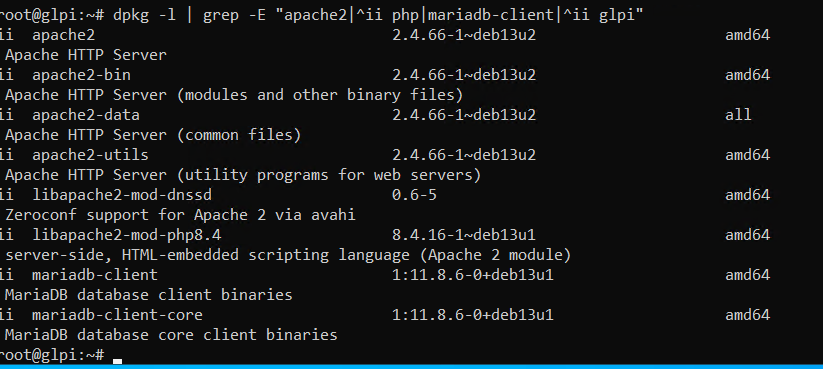 root@glpi:~# dpkg -l | grep -E "apache2|^ii php|mariadb-client|^ii glpi"
ii apache2 2.4.66-1~deb13u2 amd64
Apache HTTP Server
ii apache2-bin 2.4.66-1~deb13u2 amd64
Apache HTTP Server (modules and other binary files)
ii apache2-data 2.4.66-1~deb13u2 all
Apache HTTP Server (common files)
ii apache2-utils 2.4.66-1~deb13u2 amd64
Apache HTTP Server (utility programs for web servers)
ii libapache2-mod-dnssd 0.6-5 amd64
Zeroconf support for Apache 2 via avahi
ii libapache2-mod-php8.4 8.4.16-1~deb13u1 amd64
server-side, HTML-embedded scripting language (Apache 2 module)
ii mariadb-client 1:11.8.6-0+deb13u1 amd64
MariaDB database client binaries
ii mariadb-client-core 1:11.8.6-0+deb13u1 amd64
MariaDB database core client binaries
root@glpi:~#